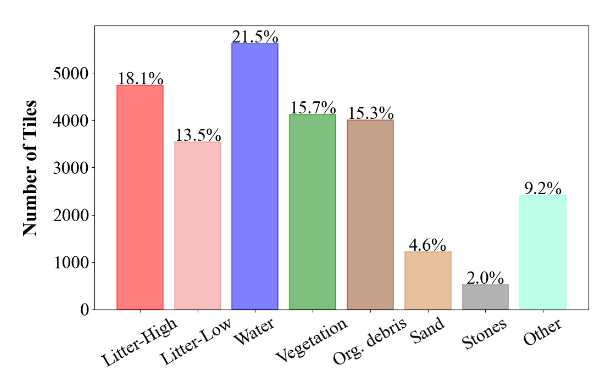 Number of Tiles
5000
4000
3000
2000
1000
0
18.1%
13.5%
21.5%
15.7%
15.3%
4.6%
2.0%
9.2%
Litter-High
Litter-Low
Water
Vegetation
Org. debris
Sand
Stones
Other